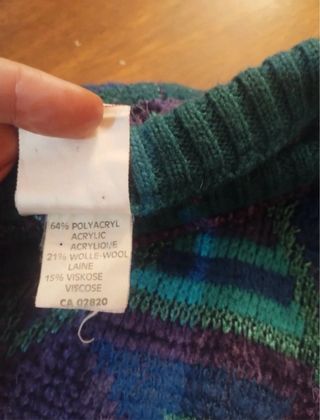 64% POLYACRYL
ACRYLIC
ACRYLIQUE
21% WOLLE-WOOL
LAINE
15% VISKOSE
VISCOSE
CA 02820